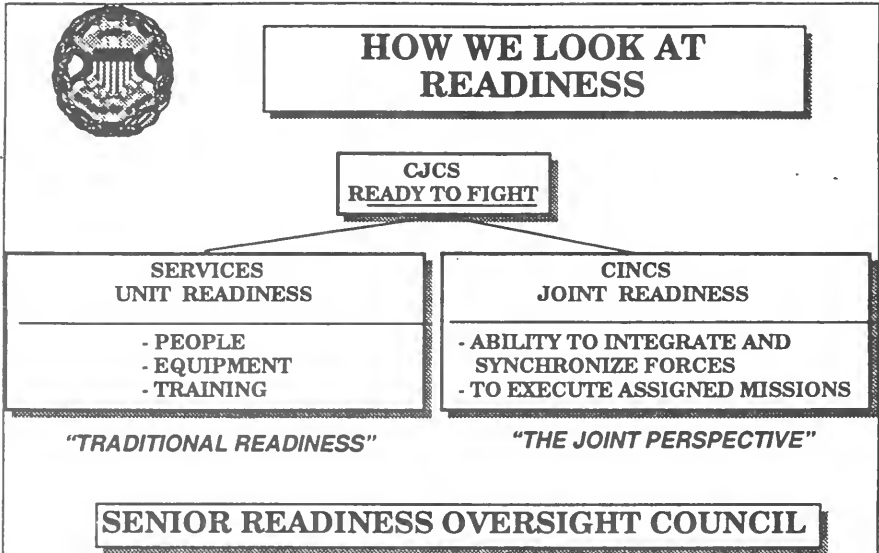 HOW WE LOOK AT
READINESS
CJCS
READY TO FIGHT
SERVICES
UNIT READINESS
- PEOPLE
- EQUIPMENT
- TRAINING
"TRADITIONAL READINESS"
CINCS
JOINT READINESS
- ABILITY TO INTEGRATE AND
SYNCHRONIZE FORCES
- TO EXECUTE ASSIGNED MISSIONS
"THE JOINT PERSPECTIVE"
SENIOR READINESS OVERSIGHT COUNCIL